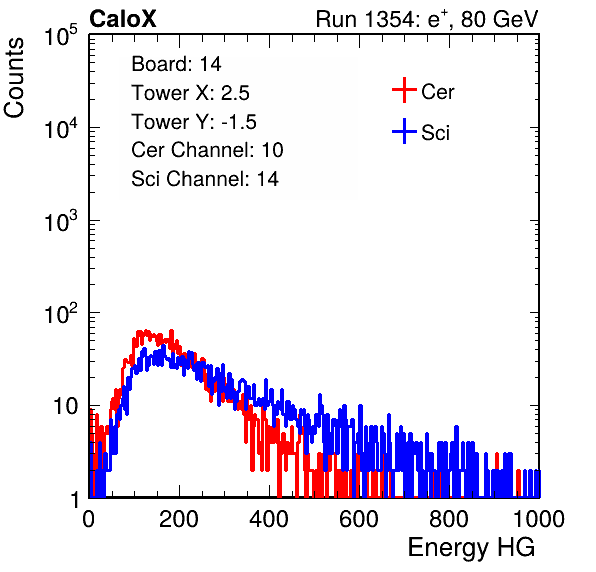 CaloX Run 1354: e⁺, 80 GeV
Counts
Board: 14
Tower X: 2.5
Tower Y: -1.5
Cer Channel: 10
Sci Channel: 14
Cer
Sci
10⁵
10⁴
10³
10²
10
1
0 200 400 600 800 1000
Energy HG